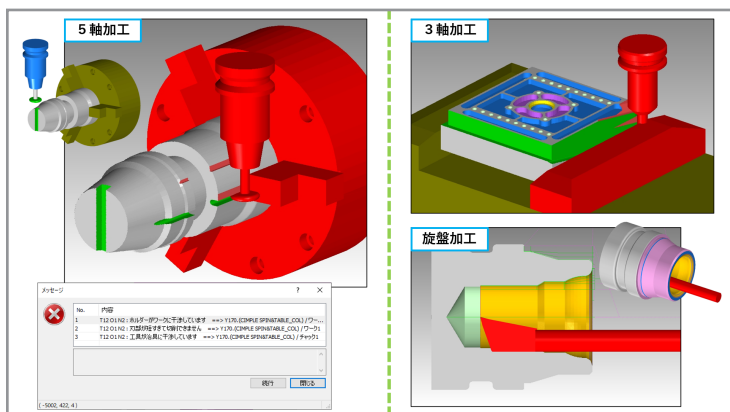 5軸加工
メッセージ
? ×
No. 内容
1 T12 O1 N2 : ホルダーがワークに干渉しています ==> Y170.(CIMPLE SPIN&TABLE_COL) / ワー...
2 T12 O1 N2 : 刃部が短すぎて切削できません ==> Y170.(CIMPLE SPIN&TABLE_COL) / ワーク1
3 T12 O1 N2 : 工具が治具に干渉しています ==> Y170.(CIMPLE SPIN&TABLE_COL) / チャック1
続行 閉じる
( -5002, 422, 4 )
3軸加工
旋盤加工